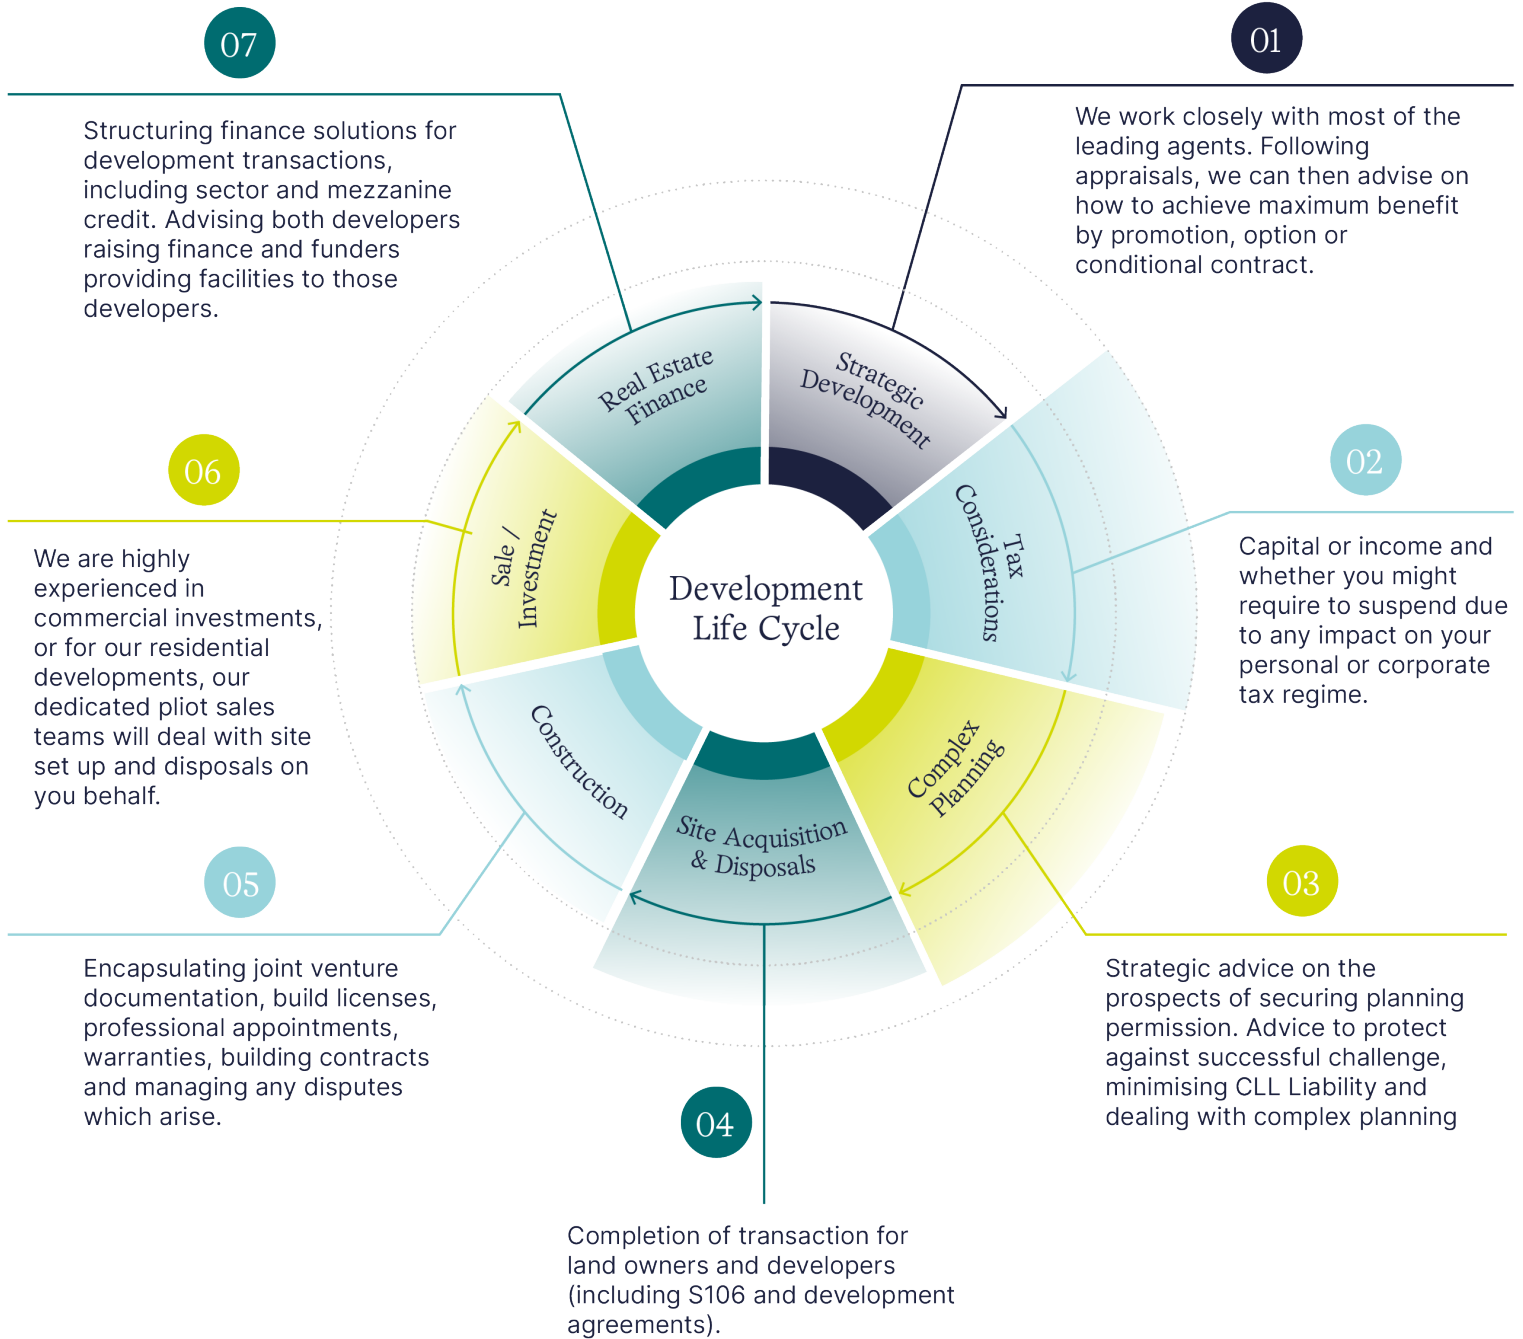 Development
Life Cycle
01
Strategic
Development
We work closely with most of the
leading agents. Following
appraisals, we can then advise on
how to achieve maximum benefit
by promotion, option or
conditional contract.
02
Tax
Considerations
Capital or income and
whether you might
require to suspend due
to any impact on your
personal or corporate
tax regime.
03
Complex
Planning
Strategic advice on the
prospects of securing planning
permission. Advice to protect
against successful challenge,
minimising CLL Liability and
dealing with complex planning
04
Site Acquisition
& Disposals
Completion of transaction for
land owners and developers
(including S106 and development
agreements).
05
Construction
Encapsulating joint venture
documentation, build licenses,
professional appointments,
warranties, building contracts
and managing any disputes
which arise.
06
Sale /
Investment
We are highly
experienced in
commercial investments,
or for our residential
developments, our
dedicated pliot sales
teams will deal with site
set up and disposals on
you behalf.
07
Real Estate
Finance
Structuring finance solutions for
development transactions,
including sector and mezzanine
credit. Advising both developers
raising finance and funders
providing facilities to those
developers.